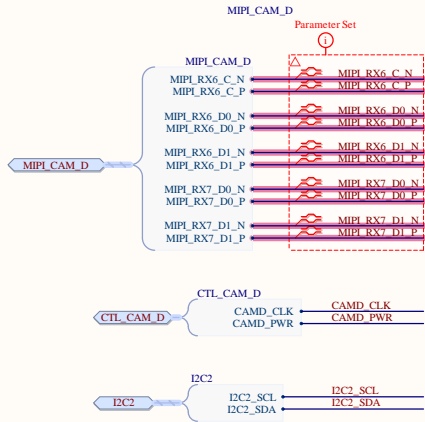 MIPI_CAM_D
Parameter Set
i
MIPI_CAM_D
MIPI_RX6_C_N MIPI_RX6_C_N
MIPI_RX6_C_P MIPI_RX6_C_P
MIPI_RX6_D0_N MIPI_RX6_D0_N
MIPI_RX6_D0_P MIPI_RX6_D0_P
MIPI_RX6_D1_N MIPI_RX6_D1_N
MIPI_CAM_D MIPI_RX6_D1_P MIPI_RX6_D1_P
MIPI_RX7_D0_N MIPI_RX7_D0_N
MIPI_RX7_D0_P MIPI_RX7_D0_P
MIPI_RX7_D1_N MIPI_RX7_D1_N
MIPI_RX7_D1_P MIPI_RX7_D1_P
CTL_CAM_D
CAMD_CLK CAMD_CLK
CTL_CAM_D CAMD_PWR CAMD_PWR
I2C2
I2C2_SCL I2C2_SCL
I2C2 I2C2_SDA I2C2_SDA